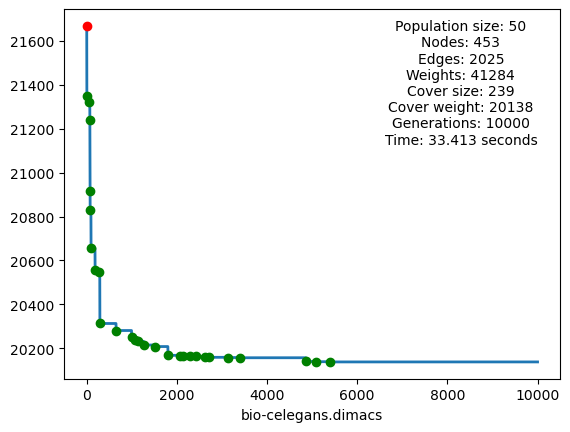 Population size: 50
Nodes: 453
Edges: 2025
Weights: 41284
Cover size: 239
Cover weight: 20138
Generations: 10000
Time: 33.413 seconds
21600
21400
21200
21000
20800
20600
20400
20200
0 2000 4000 6000 8000 10000
bio-celegans.dimacs